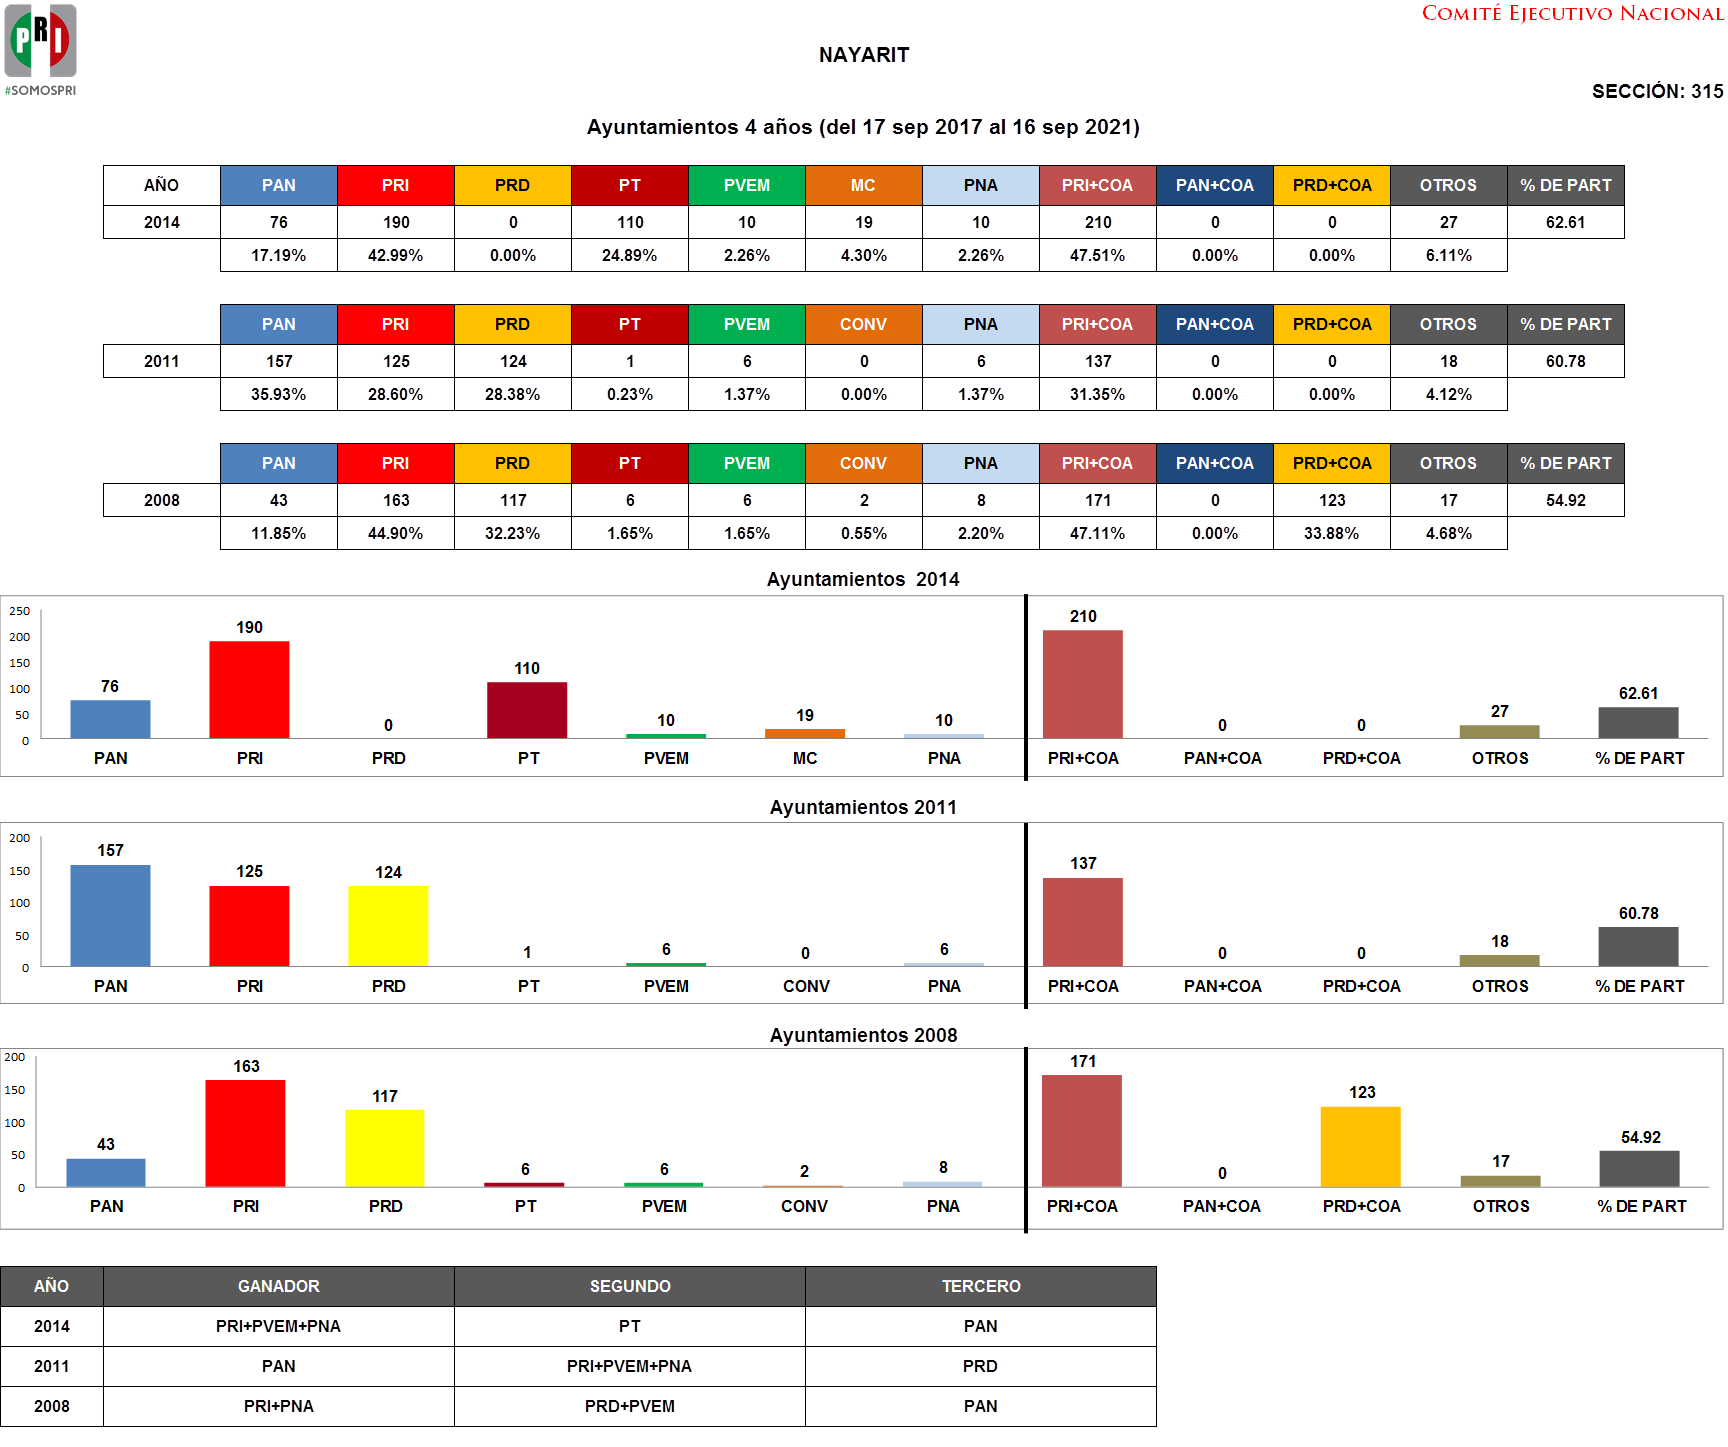 COMITÉ EJECUTIVO NACIONAL
PRI
#SOMOSPRI
NAYARIT
SECCIÓN: 315
Ayuntamientos 4 años (del 17 sep 2017 al 16 sep 2021)
AÑO PAN PRI PRD PT PVEM MC PNA PRI+COA PAN+COA PRD+COA OTROS % DE PART
2014 76 190 0 110 10 19 10 210 0 0 27 62.61
17.19% 42.99% 0.00% 24.89% 2.26% 4.30% 2.26% 47.51% 0.00% 0.00% 6.11%
PAN PRI PRD PT PVEM CONV PNA PRI+COA PAN+COA PRD+COA OTROS % DE PART
2011 157 125 124 1 6 0 6 137 0 0 18 60.78
35.93% 28.60% 28.38% 0.23% 1.37% 0.00% 1.37% 31.35% 0.00% 0.00% 4.12%
PAN PRI PRD PT PVEM CONV PNA PRI+COA PAN+COA PRD+COA OTROS % DE PART
2008 43 163 117 6 6 2 8 171 0 123 17 54.92
11.85% 44.90% 32.23% 1.65% 1.65% 0.55% 2.20% 47.11% 0.00% 33.88% 4.68%
Ayuntamientos 2014
250
200
150
100
50
0
76 190 0 110 10 19 10 210 0 0 27 62.61
PAN PRI PRD PT PVEM MC PNA PRI+COA PAN+COA PRD+COA OTROS % DE PART
Ayuntamientos 2011
200
150
100
50
0
157 125 124 1 6 0 6 137 0 0 18 60.78
PAN PRI PRD PT PVEM CONV PNA PRI+COA PAN+COA PRD+COA OTROS % DE PART
Ayuntamientos 2008
200
150
100
50
0
43 163 117 6 6 2 8 171 0 123 17 54.92
PAN PRI PRD PT PVEM CONV PNA PRI+COA PAN+COA PRD+COA OTROS % DE PART
AÑO GANADOR SEGUNDO TERCERO
2014 PRI+PVEM+PNA PT PAN
2011 PAN PRI+PVEM+PNA PRD
2008 PRI+PNA PRD+PVEM PAN